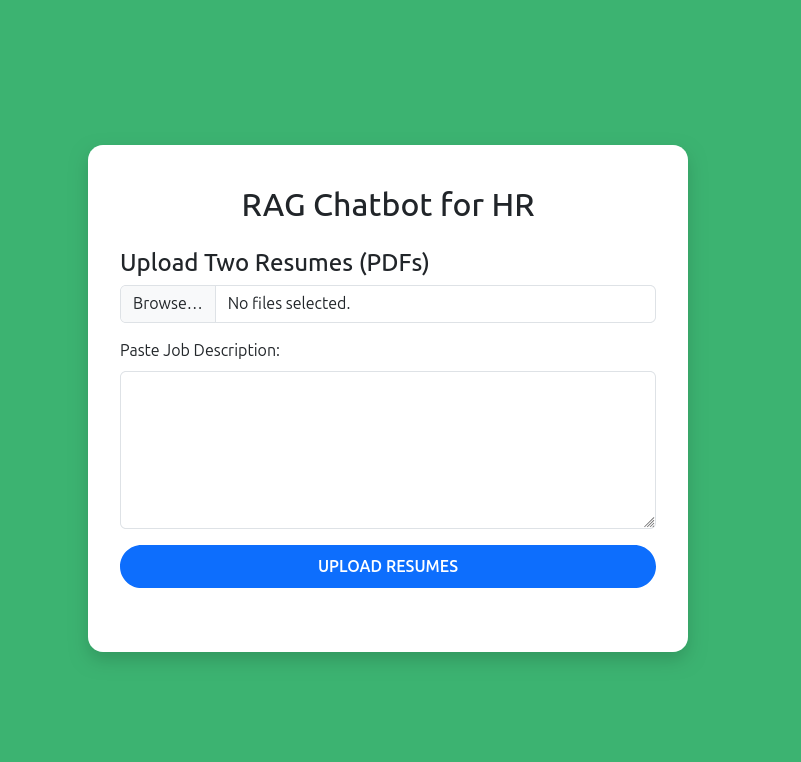 RAG Chatbot for HR
Upload Two Resumes (PDFs)
Browse… No files selected.
Paste Job Description:
UPLOAD RESUMES